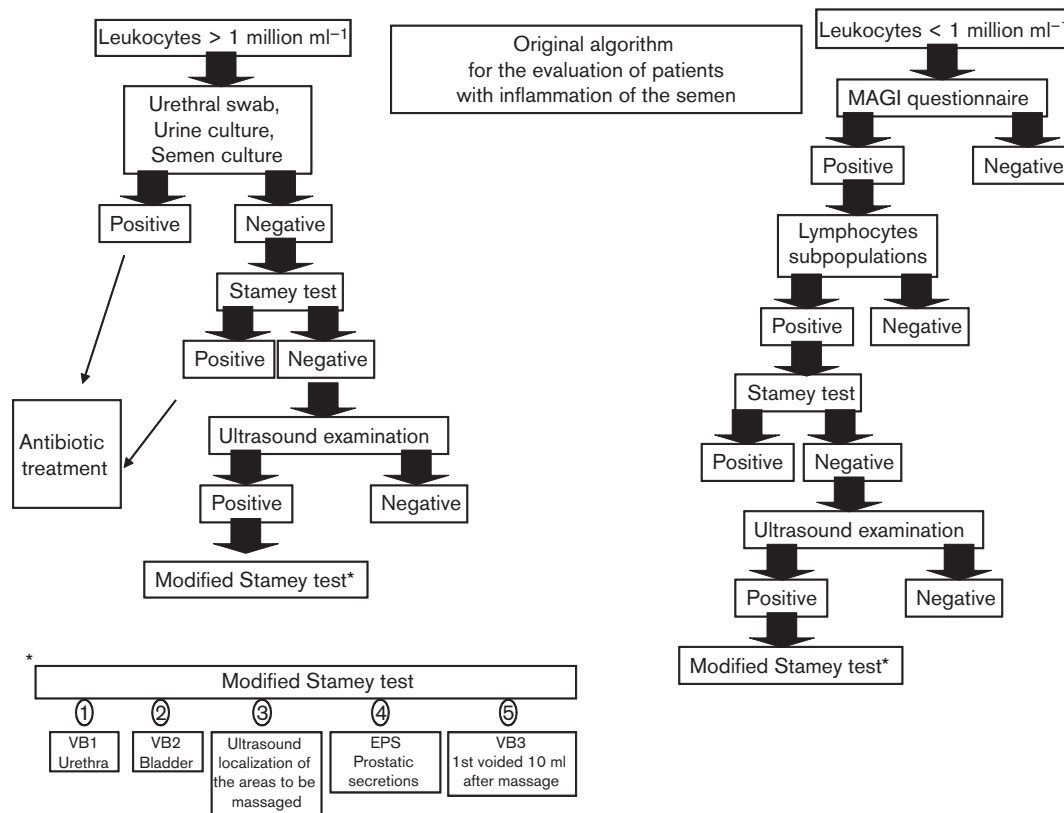 Leukocytes > 1 million ml⁻¹
Urethral swab,
Urine culture,
Semen culture
Positive
Negative
Stamey test
Positive
Negative
Antibiotic
treatment
Ultrasound examination
Positive
Negative
Modified Stamey test*
Original algorithm
for the evaluation of patients
with inflammation of the semen
Leukocytes < 1 million ml⁻¹
MAGI questionnaire
Positive
Negative
Lymphocytes
subpopulations
Positive
Negative
Stamey test
Positive
Negative
Ultrasound examination
Positive
Negative
Modified Stamey test*
*
Modified Stamey test
1
VB1
Urethra
2
VB2
Bladder
3
Ultrasound
localization of
the areas to be
massaged
4
EPS
Prostatic
secretions
5
VB3
1st voided 10 ml
after massage